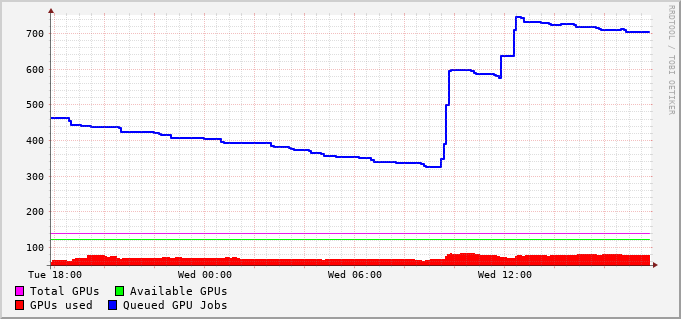 RRDTOOL / TOBI OETIKER
700
600
500
400
300
200
100
Tue 18:00 Wed 00:00 Wed 06:00 Wed 12:00
Total GPUs Available GPUs
GPUs used Queued GPU Jobs